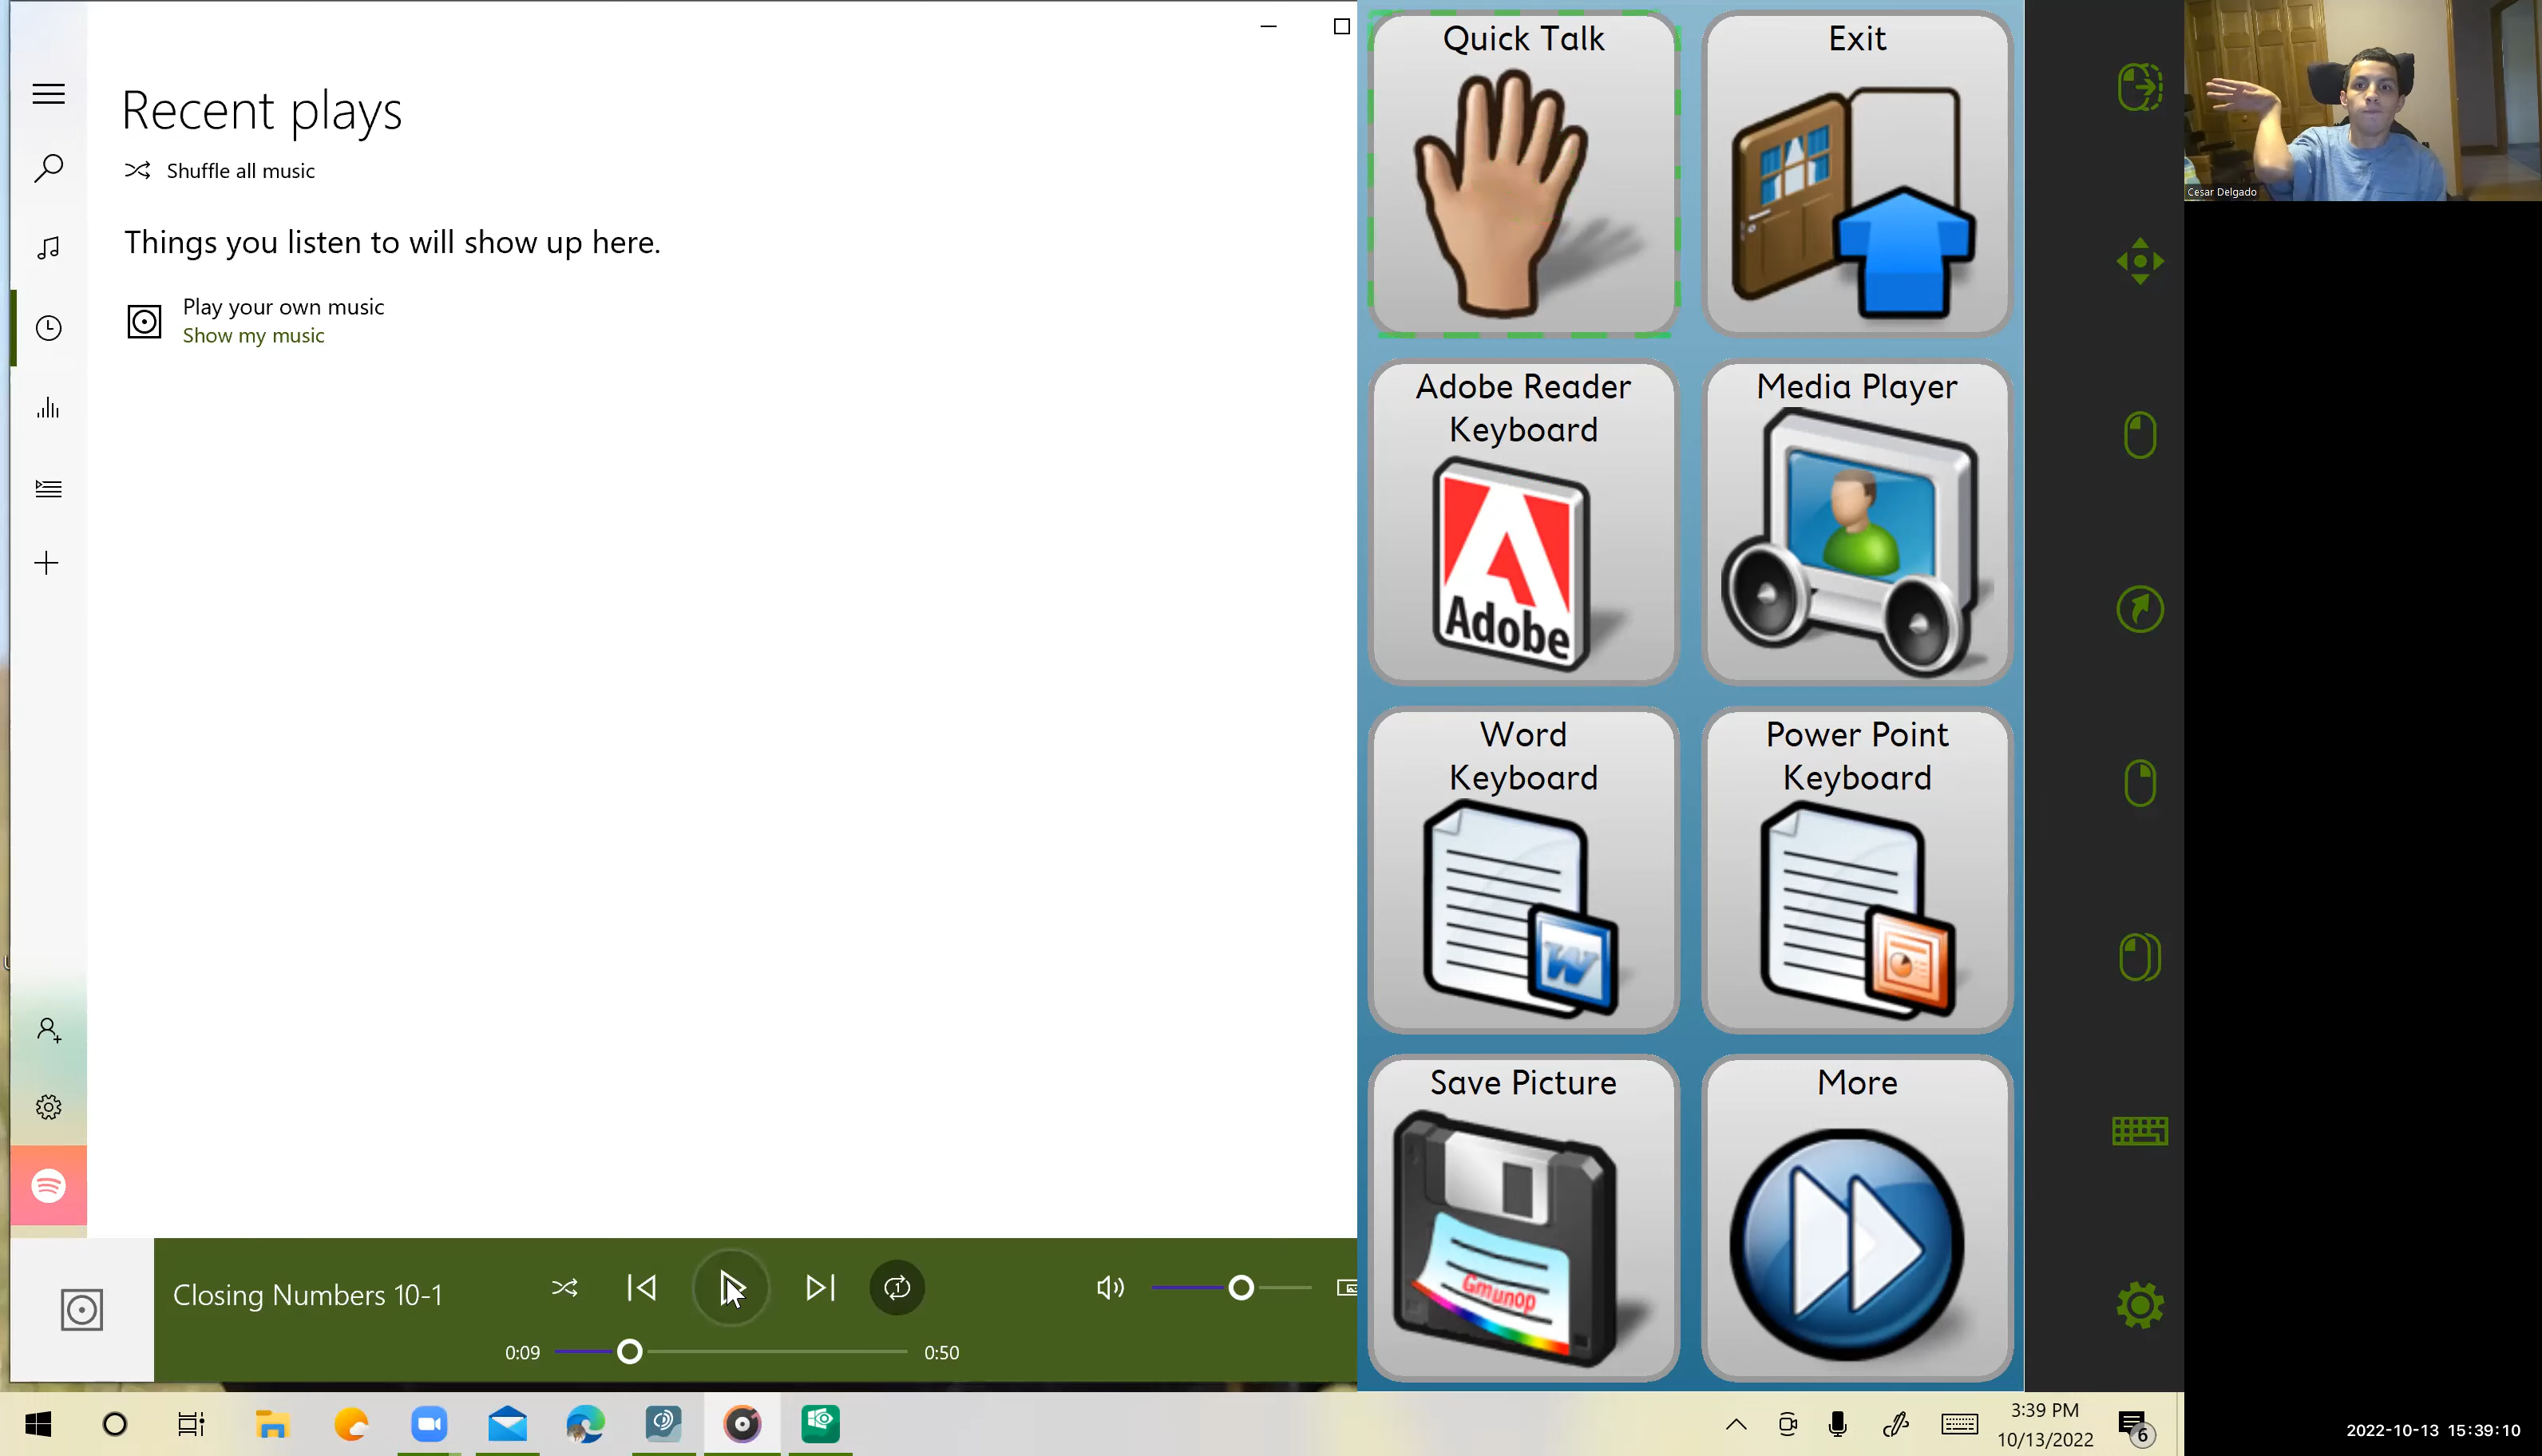 Recent plays
Shuffle all music
Things you listen to will show up here.
Play your own music
Show my music
Closing Numbers 10-1
1
0:09
0:50
Quick Talk
Exit
Adobe Reader
Keyboard
Adobe
Media Player
Word
Keyboard
W
Power Point
Keyboard
Save Picture
Gmunop
More
Cesar Delgado
3:39 PM
10/13/2022
6
2022-10-13 15:39:10